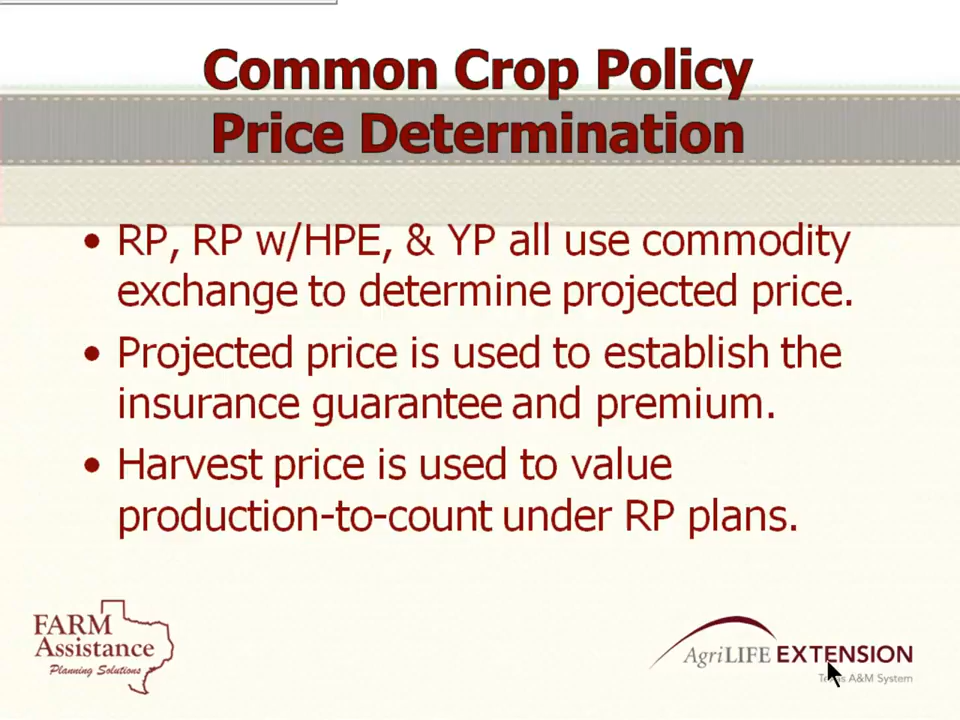 Common Crop Policy
Price Determination
• RP, RP w/HPE, & YP all use commodity
exchange to determine projected price.
• Projected price is used to establish the
insurance guarantee and premium.
• Harvest price is used to value
production-to-count under RP plans.
FARM
Assistance
Planning Solutions
AgriLIFE EXTENSION
Texas A&M System